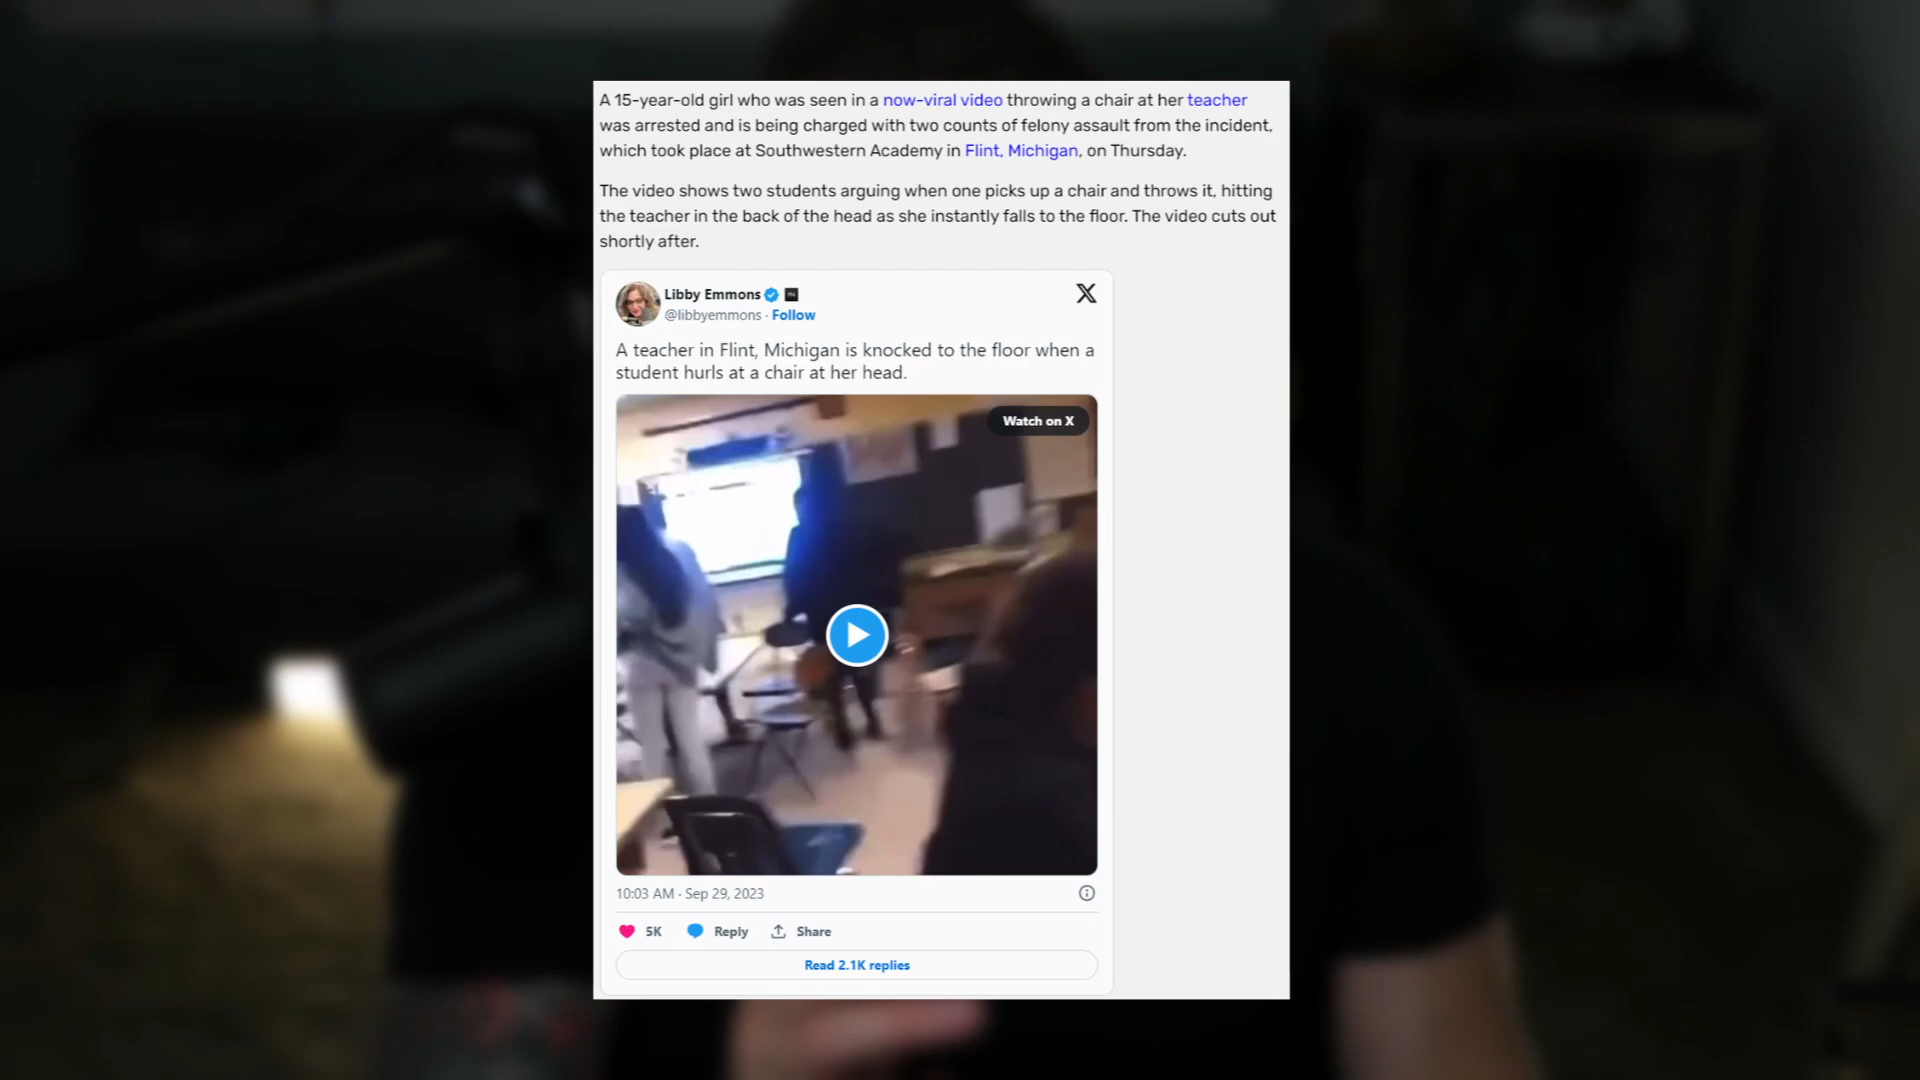 A 15-year-old girl who was seen in a now-viral video throwing a chair at her teacher
was arrested and is being charged with two counts of felony assault from the incident,
which took place at Southwestern Academy in Flint, Michigan, on Thursday.
The video shows two students arguing when one picks up a chair and throws it, hitting
the teacher in the back of the head as she instantly falls to the floor. The video cuts out
shortly after.
Libby Emmons
@libbyemmons · Follow
A teacher in Flint, Michigan is knocked to the floor when a
student hurls at a chair at her head.
Watch on X
10:03 AM · Sep 29, 2023
5K Reply Share
Read 2.1K replies